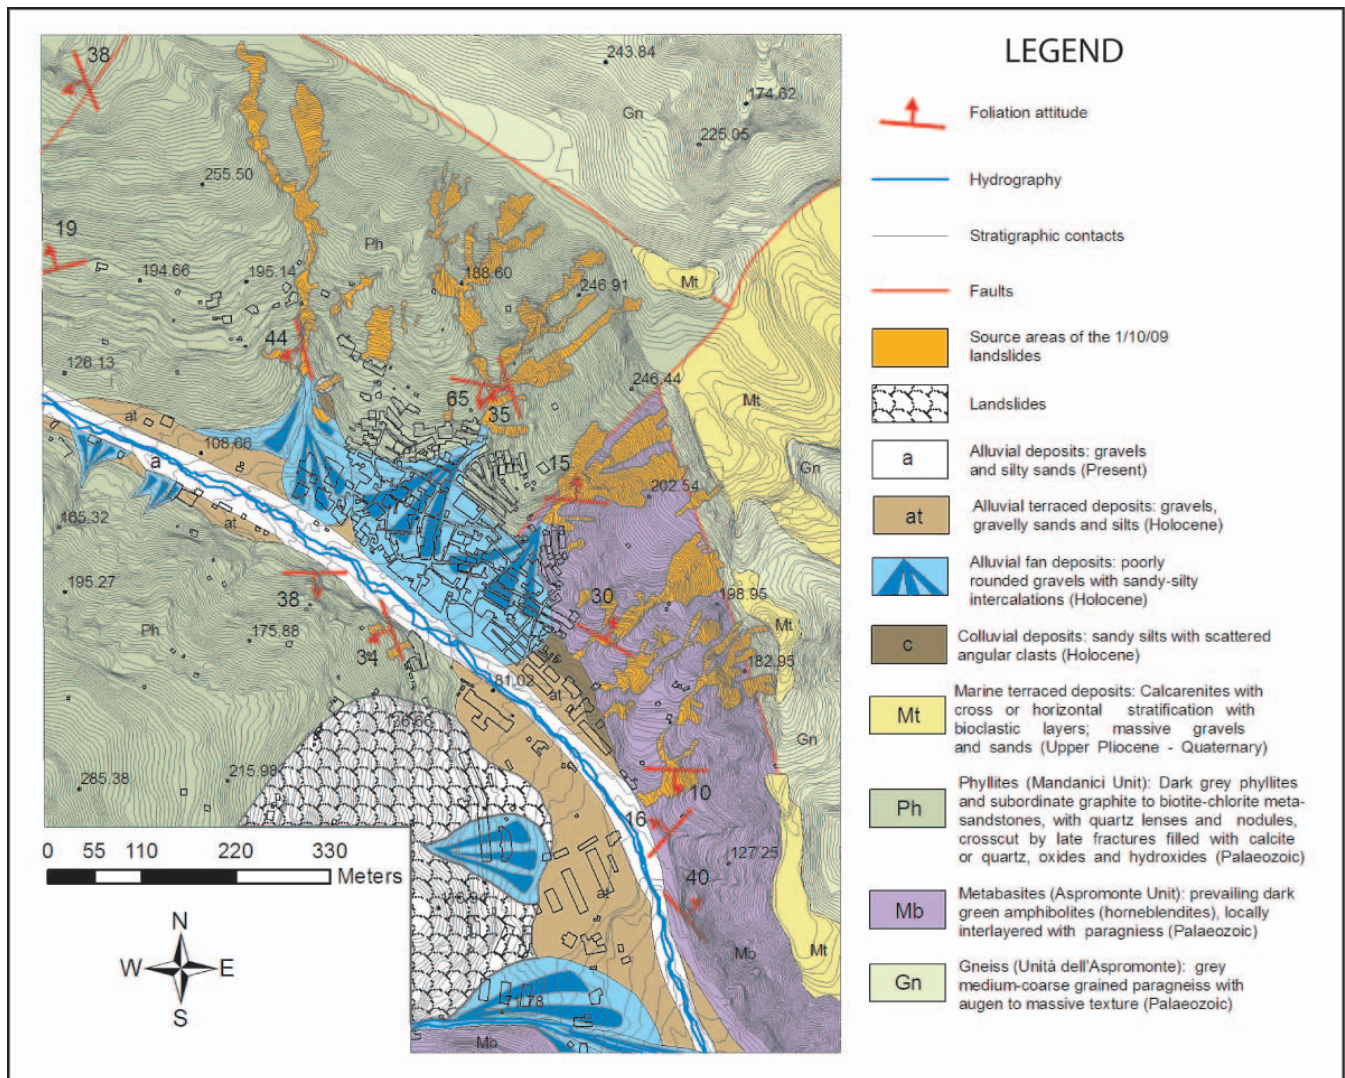 LEGEND
Foliation attitude
Hydrography
Stratigraphic contacts
Faults
Source areas of the 1/10/09
landslides
Landslides
a
Alluvial deposits: gravels
and silty sands (Present)
at
Alluvial terraced deposits: gravels,
gravelly sands and silts (Holocene)
Alluvial fan deposits: poorly
rounded gravels with sandy-silty
intercalations (Holocene)
c
Colluvial deposits: sandy silts with scattered
angular clasts (Holocene)
Mt
Marine terraced deposits: Calcarenites with
cross or horizontal stratification with
bioclastic layers; massive gravels
and sands (Upper Pliocene - Quaternary)
Ph
Phyllites (Mandanici Unit): Dark grey phyllites
and subordinate graphite to biotite-chlorite meta-
sandstones, with quartz lenses and nodules,
crosscut by late fractures filled with calcite
or quartz, oxides and hydroxides (Palaeozoic)
Mb
Metabasites (Aspromonte Unit): prevailing dark
green amphibolites (horneblendites), locally
interlayered with paragniess (Palaeozoic)
Gn
Gneiss (Unità dell'Aspromonte): grey
medium-coarse grained paragneiss with
augen to massive texture (Palaeozoic)
38
243.84
174.62
Gn
225.05
255.50
19
Ph
194.66
195.14
188.60
246.91
Mt
44
126.13
246.44
65
35
Mt
at
108.66
a
15
Gn
202.54
165.32
at
195.27
38
30
198.95
175.88
Ph
Mt
34
182.95
81.02
at
136.66
Gn
285.38
215.98
10
16
127.25
40
at
Mb
Mt
71.78
Mb
0 55 110 220 330
Meters
N
W E
S